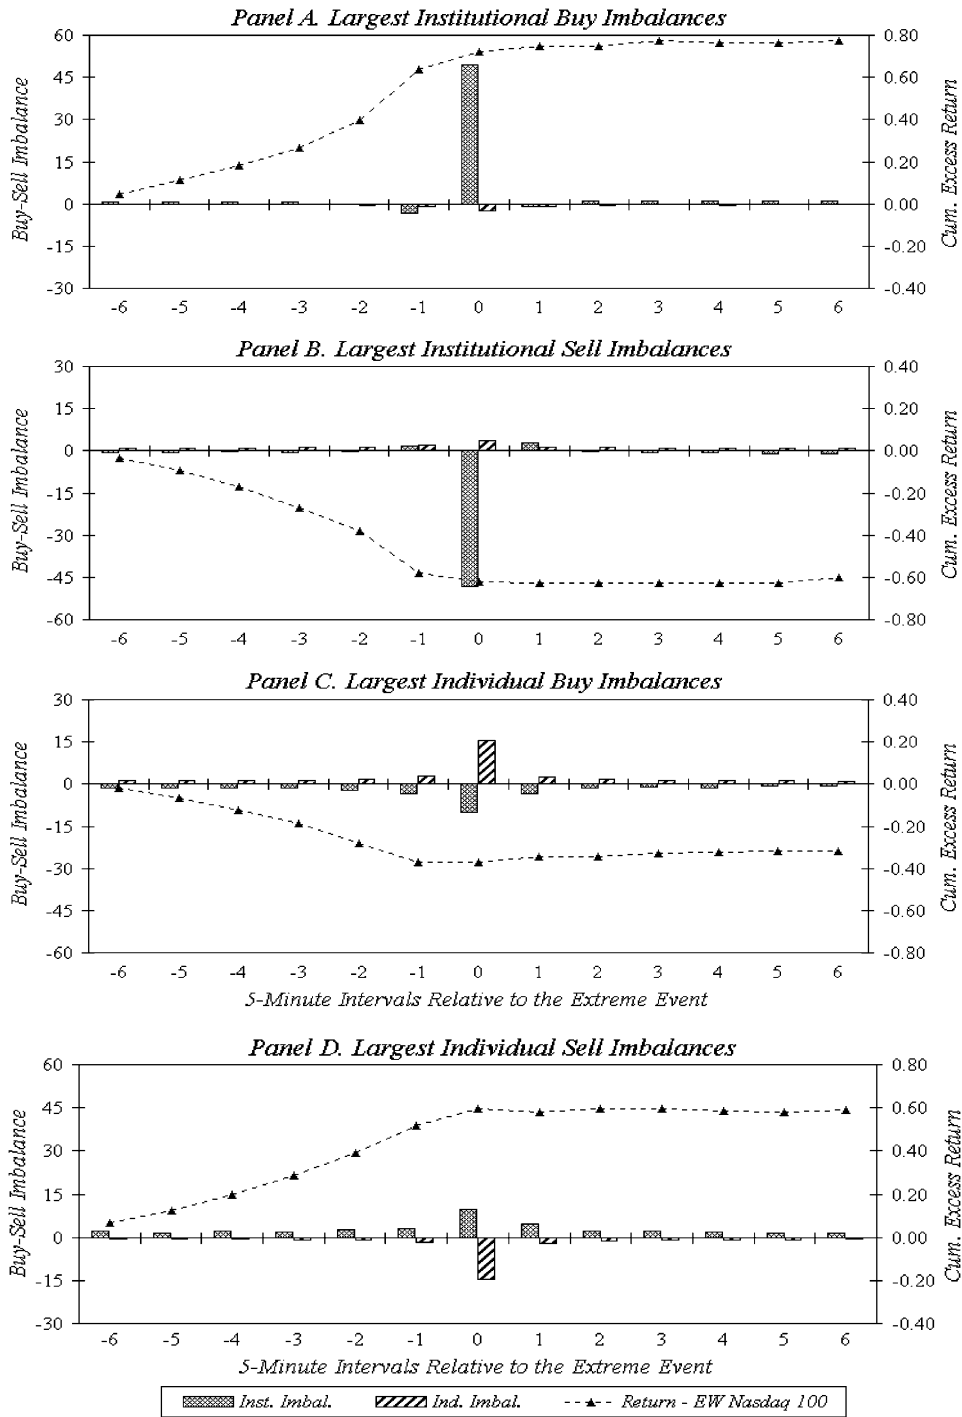 Panel A. Largest Institutional Buy Imbalances
60
45
30
15
0
-15
-30
Buy-Sell Imbalance
0.80
0.60
0.40
0.20
0.00
-0.20
-0.40
Cum. Excess Return
-6 -5 -4 -3 -2 -1 0 1 2 3 4 5 6
Panel B. Largest Institutional Sell Imbalances
30
15
0
-15
-30
-45
-60
Buy-Sell Imbalance
0.40
0.20
0.00
-0.20
-0.40
-0.60
-0.80
Cum. Excess Return
-6 -5 -4 -3 -2 -1 0 1 2 3 4 5 6
Panel C. Largest Individual Buy Imbalances
30
15
0
-15
-30
-45
-60
Buy-Sell Imbalance
0.40
0.20
0.00
-0.20
-0.40
-0.60
-0.80
Cum. Excess Return
-6 -5 -4 -3 -2 -1 0 1 2 3 4 5 6
5-Minute Intervals Relative to the Extreme Event
Panel D. Largest Individual Sell Imbalances
60
45
30
15
0
-15
-30
Buy-Sell Imbalance
0.80
0.60
0.40
0.20
0.00
-0.20
-0.40
Cum. Excess Return
-6 -5 -4 -3 -2 -1 0 1 2 3 4 5 6
5-Minute Intervals Relative to the Extreme Event
Inst. Imbal. Ind. Imbal. Return - EW Nasdaq 100